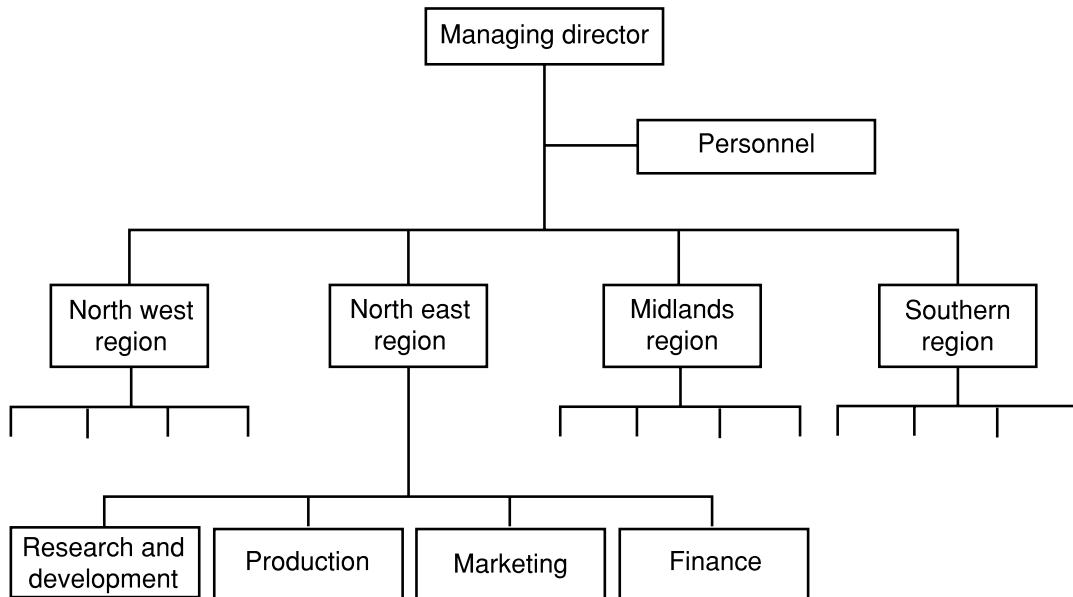 Managing director
Personnel
North west
region
North east
region
Midlands
region
Southern
region
Research and
development
Production
Marketing
Finance